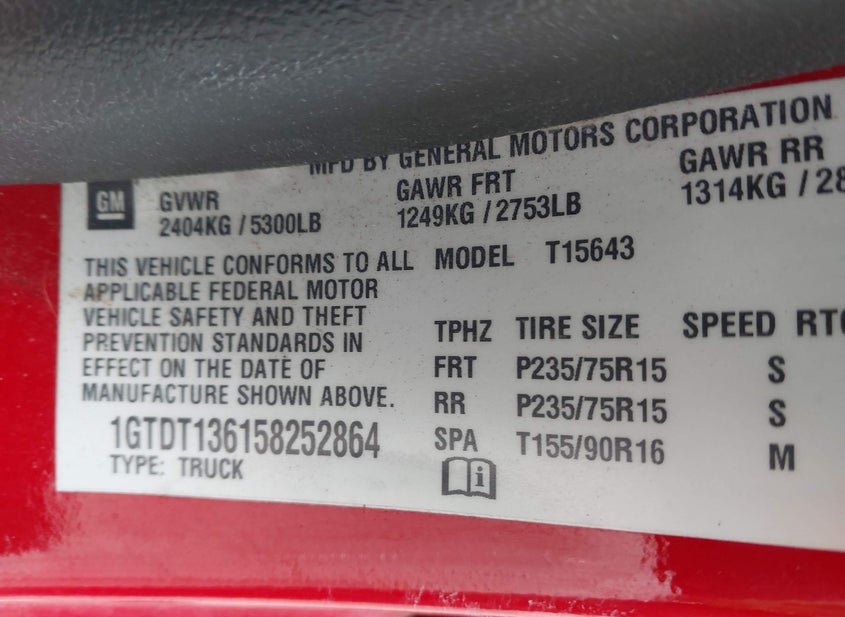 MFD BY GENERAL MOTORS CORPORATION
GM
GVWR
2404KG / 5300LB
GAWR FRT
1249KG / 2753LB
GAWR RR
1314KG / 28
THIS VEHICLE CONFORMS TO ALL
APPLICABLE FEDERAL MOTOR
VEHICLE SAFETY AND THEFT
PREVENTION STANDARDS IN
EFFECT ON THE DATE OF
MANUFACTURE SHOWN ABOVE.
1GTDT136158252864
TYPE: TRUCK
MODEL T15643
TPHZ TIRE SIZE SPEED RTG
FRT P235/75R15 S
RR P235/75R15 S
SPA T155/90R16 M